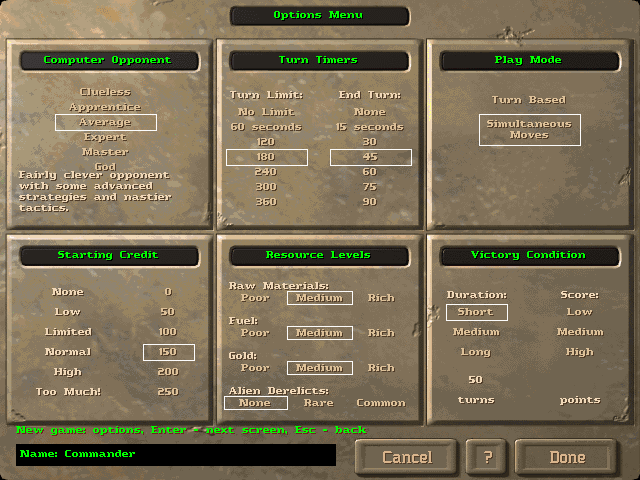 Options Menu
Computer Opponent
Clueless
Apprentice
Average
Expert
Master
God
Fairly clever opponent
with some advanced
strategies and nastier
tactics.
Turn Timers
Turn Limit: End Turn:
No Limit None
60 seconds 15 seconds
120 30
180 45
240 60
300 75
360 90
Play Mode
Turn Based
Simultaneous
Moves
Starting Credit
None 0
Low 50
Limited 100
Normal 150
High 200
Too Much! 250
Resource Levels
Raw Materials:
Poor Medium Rich
Fuel:
Poor Medium Rich
Gold:
Poor Medium Rich
Alien Derelicts:
None Rare Common
Victory Condition
Duration: Score:
Short Low
Medium Medium
Long High
50
turns points
New game: options, Enter - next screen, Esc - back
Name: Commander
Cancel ? Done